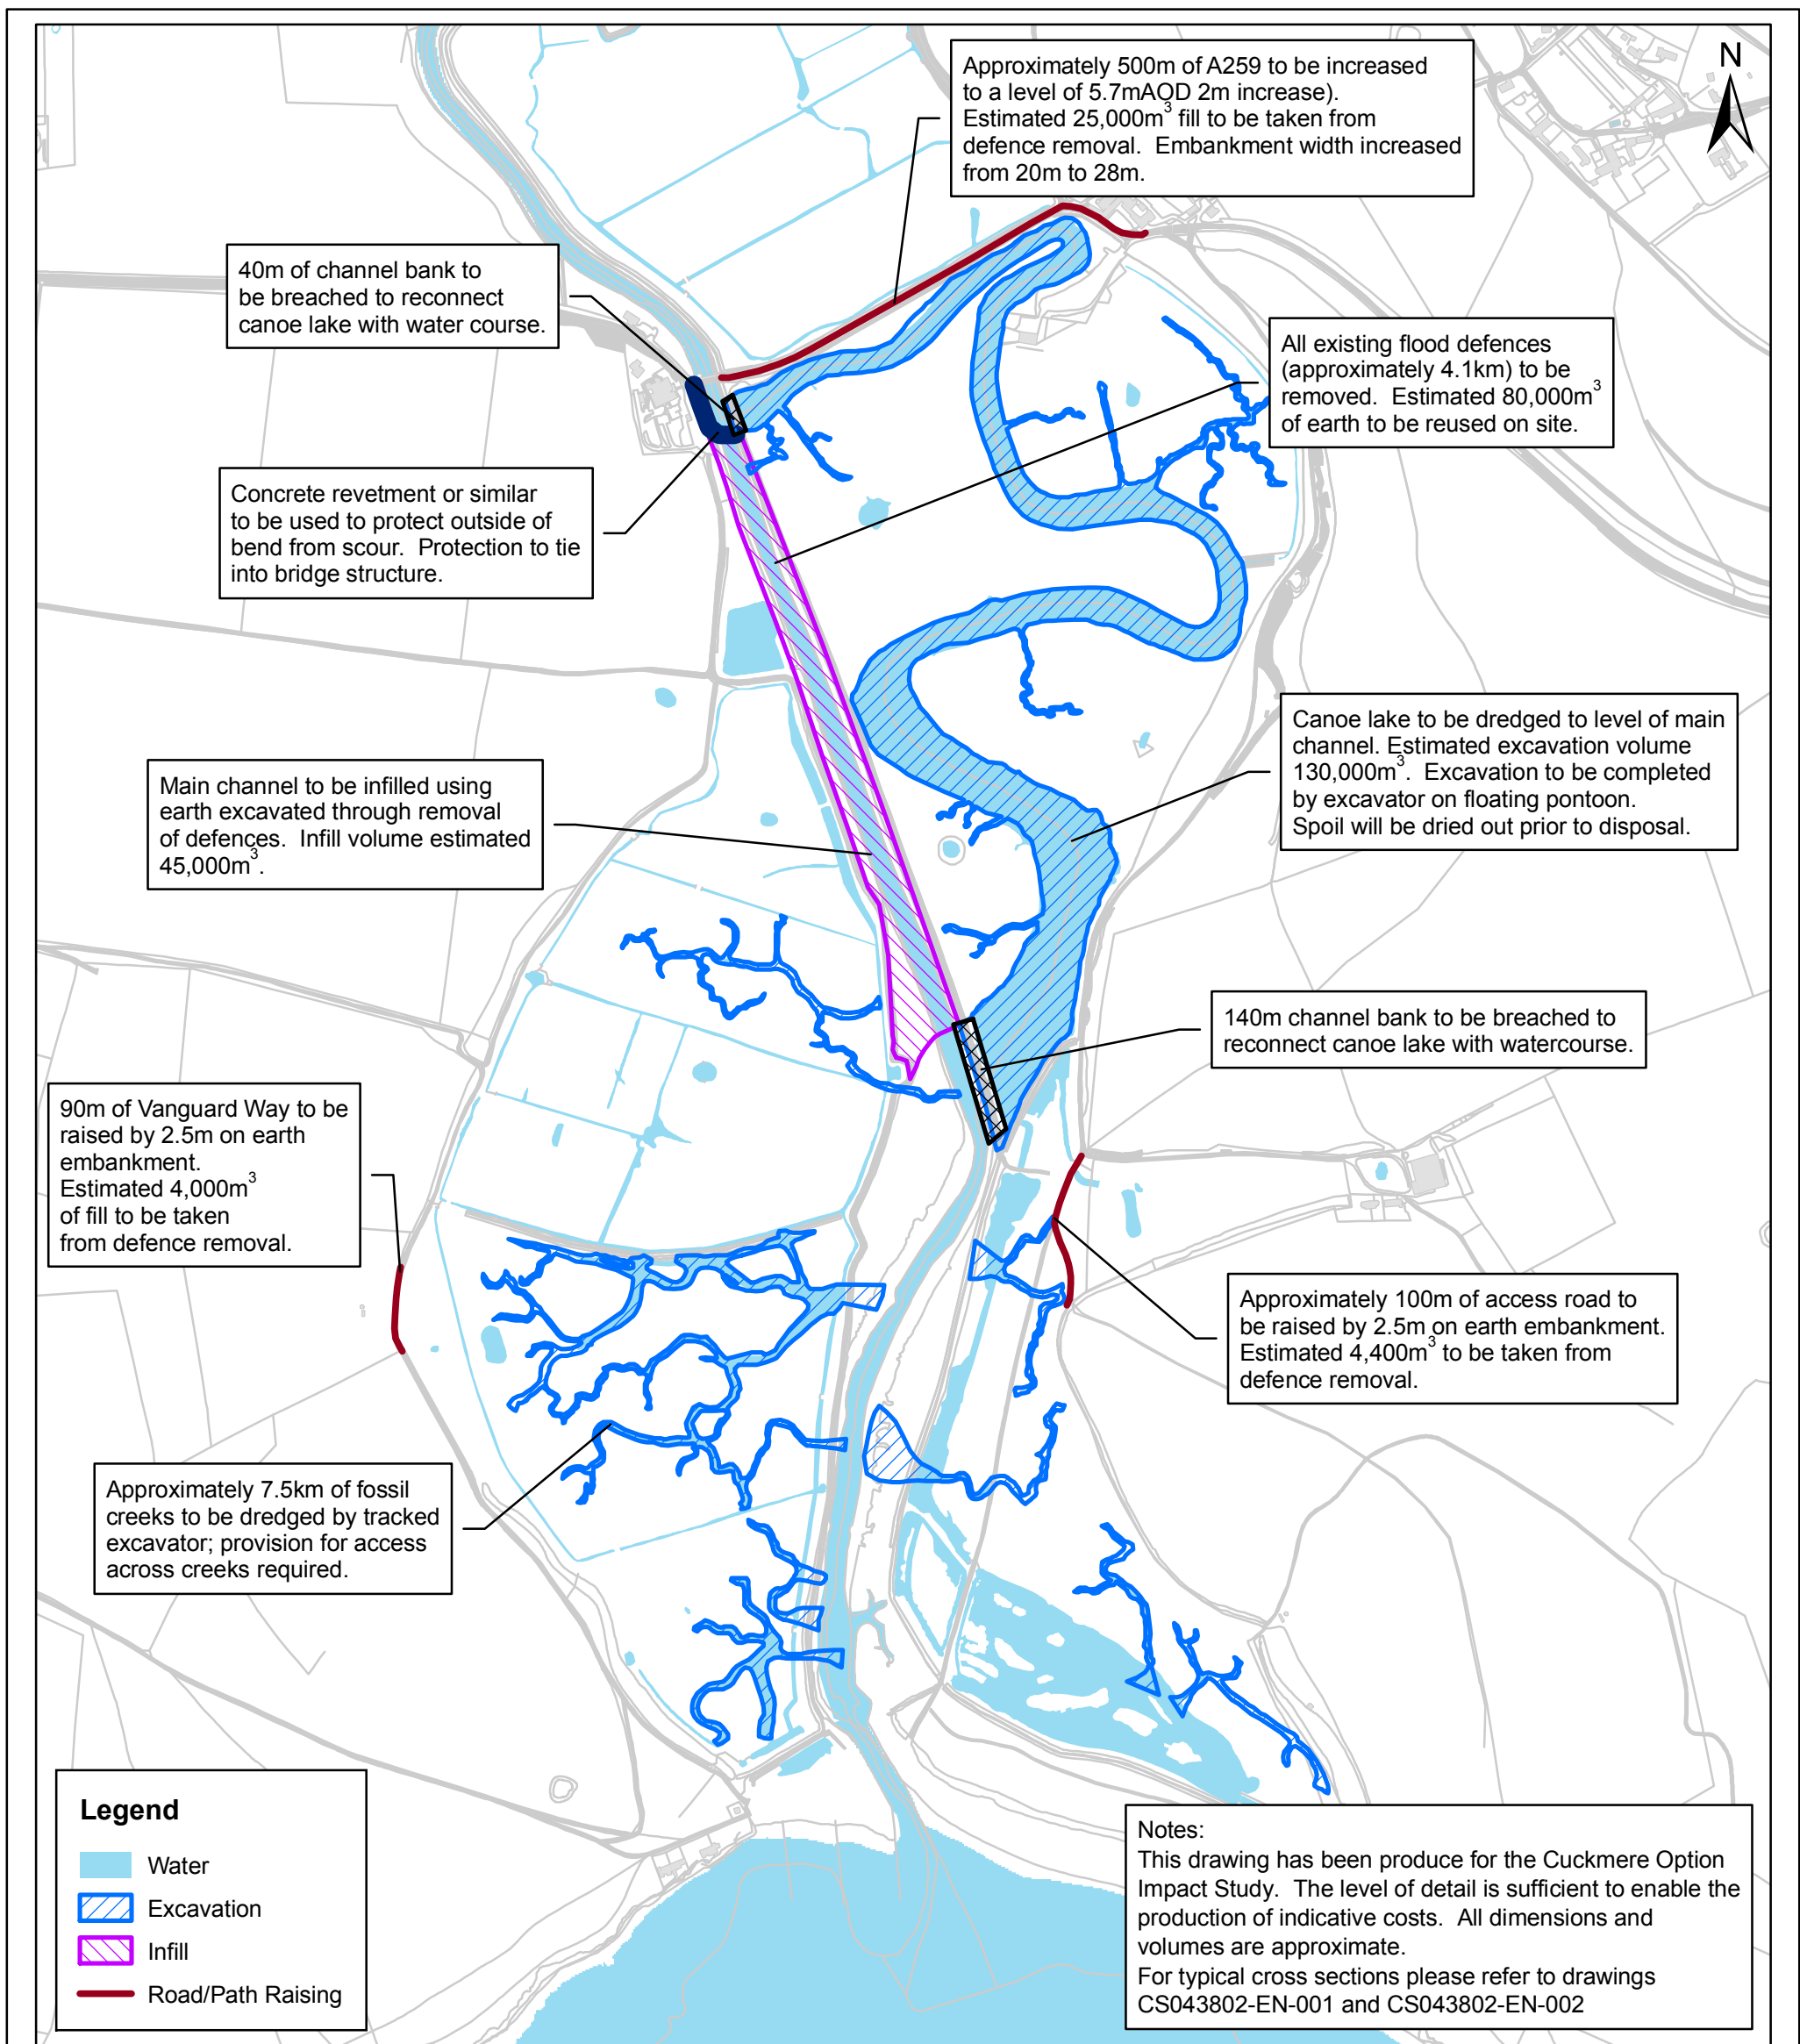 N
Approximately 500m of A259 to be increased
to a level of 5.7mAOD 2m increase).
Estimated 25,000m³ fill to be taken from
defence removal.  Embankment width increased
from 20m to 28m.
40m of channel bank to
be breached to reconnect
canoe lake with water course.
All existing flood defences
(approximately 4.1km) to be
removed.  Estimated 80,000m³
of earth to be reused on site.
Concrete revetment or similar
to be used to protect outside of
bend from scour.  Protection to tie
into bridge structure.
Canoe lake to be dredged to level of main
channel. Estimated excavation volume
130,000m³.  Excavation to be completed
by excavator on floating pontoon.
Spoil will be dried out prior to disposal.
Main channel to be infilled using
earth excavated through removal
of defences.  Infill volume estimated
45,000m³.
140m channel bank to be breached to
reconnect canoe lake with watercourse.
90m of Vanguard Way to be
raised by 2.5m on earth
embankment.
Estimated 4,000m³
of fill to be taken
from defence removal.
Approximately 100m of access road to
be raised by 2.5m on earth embankment.
Estimated 4,400m³ to be taken from
defence removal.
Approximately 7.5km of fossil
creeks to be dredged by tracked
excavator; provision for access
across creeks required.
Legend
Water
Excavation
Infill
Road/Path Raising
Notes:
This drawing has been produce for the Cuckmere Option
Impact Study.  The level of detail is sufficient to enable the
production of indicative costs.  All dimensions and
volumes are approximate.
For typical cross sections please refer to drawings
CS043802-EN-001 and CS043802-EN-002